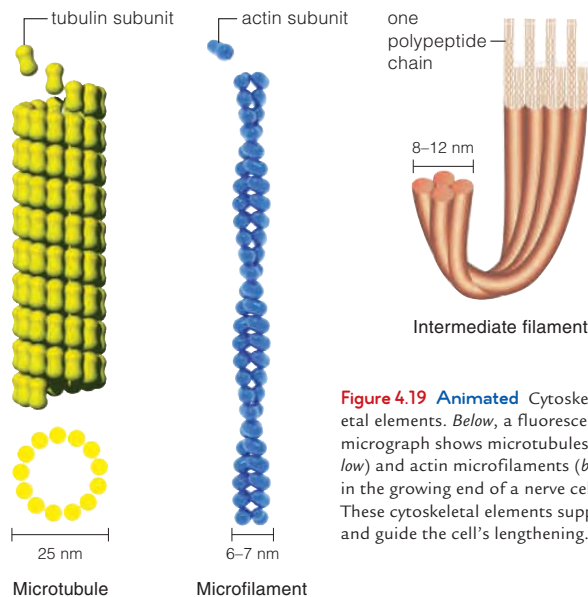 tubulin subunit
actin subunit
one
polypeptide
chain
8–12 nm
Intermediate filament
25 nm
6–7 nm
Microtubule
Microfilament
Figure 4.19 Animated Cytoske
etal elements. Below, a fluoresce
micrograph shows microtubules
low) and actin microfilaments (b
in the growing end of a nerve ce
These cytoskeletal elements supp
and guide the cell's lengthening.